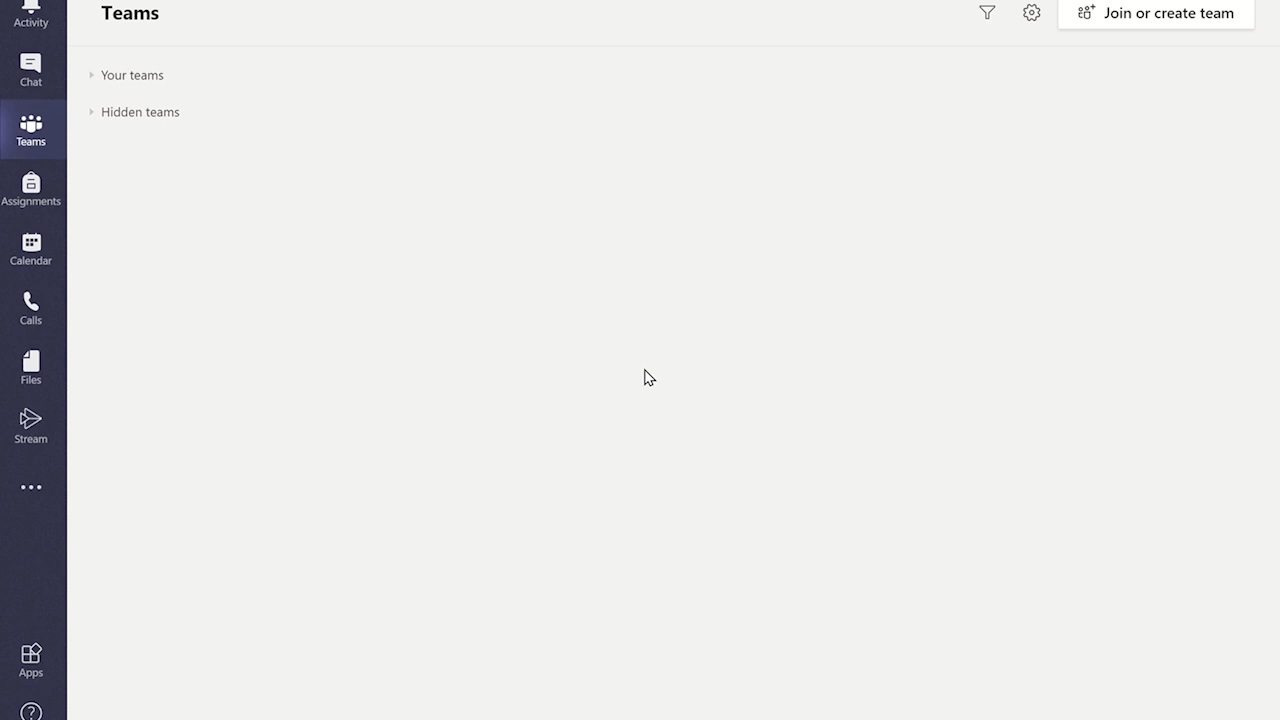 Activity
Chat
Teams
Assignments
Calendar
Calls
Files
Stream
Apps
Teams
Join or create team
Your teams
Hidden teams